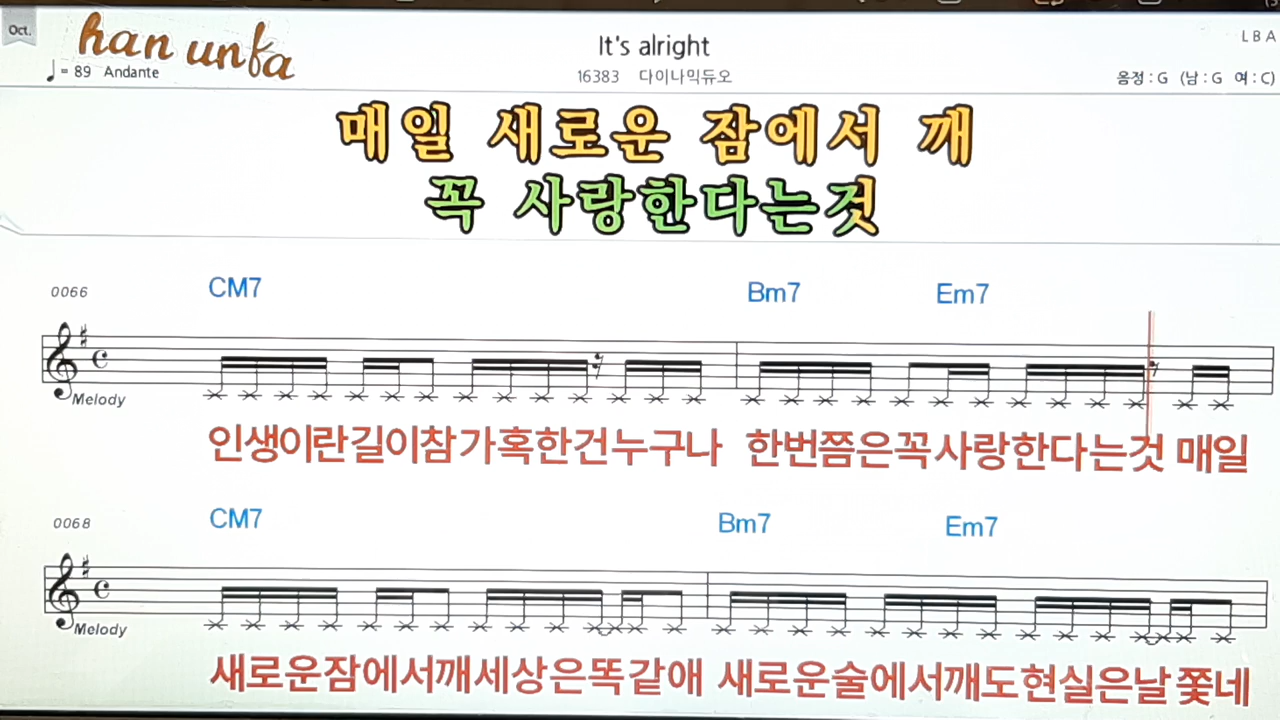 Oct.
han unfa
It's alright
L B A
♩= 89 Andante
16383 다이나믹듀오
음정 : G (남 : G 여 : C)
매일 새로운 잠에서 깨
꼭 사랑한다는것
0066
CM7 Bm7 Em7
Melody
인생이란길이참가혹한건누구나 한번쯤은꼭사랑한다는것 매일
0068
CM7 Bm7 Em7
Melody
새로운잠에서깨세상은똑같애 새로운술에서깨도현실은날쫓네